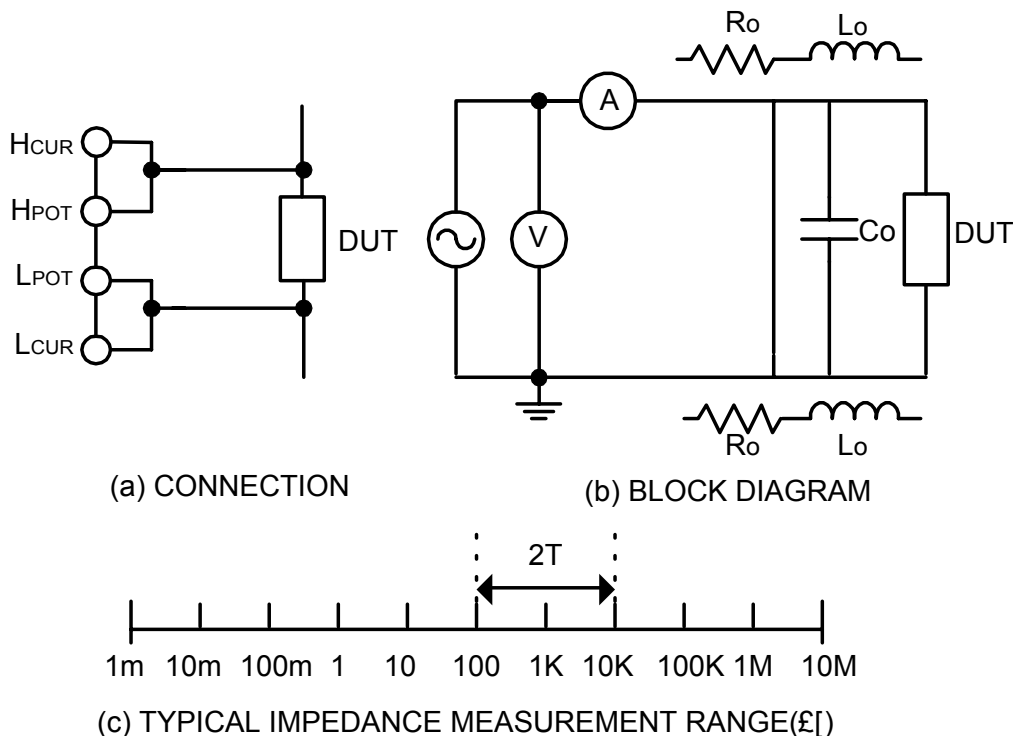 Ro Lo
A
HCUR
HPOT
LPOT
LCUR
DUT
V
Co
DUT
Ro Lo
(a) CONNECTION
(b) BLOCK DIAGRAM
2T
1m 10m 100m 1 10 100 1K 10K 100K 1M 10M
(c) TYPICAL IMPEDANCE MEASUREMENT RANGE(£[)